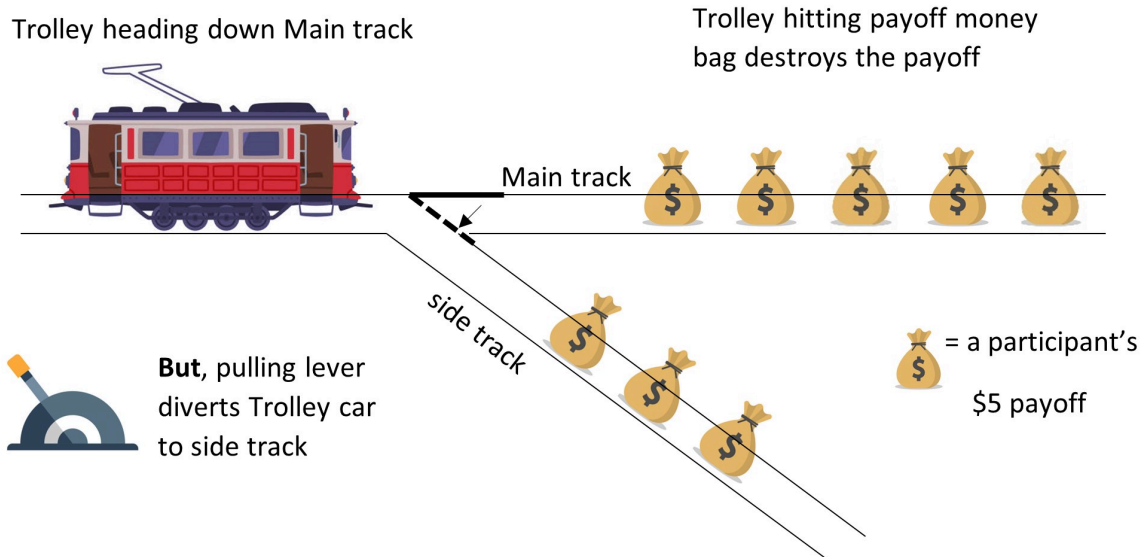 Trolley heading down Main track
Trolley hitting payoff money
bag destroys the payoff
Main track
$ $ $ $ $
side track
$
$
$
But, pulling lever
diverts Trolley car
to side track
$ = a participant's
$5 payoff